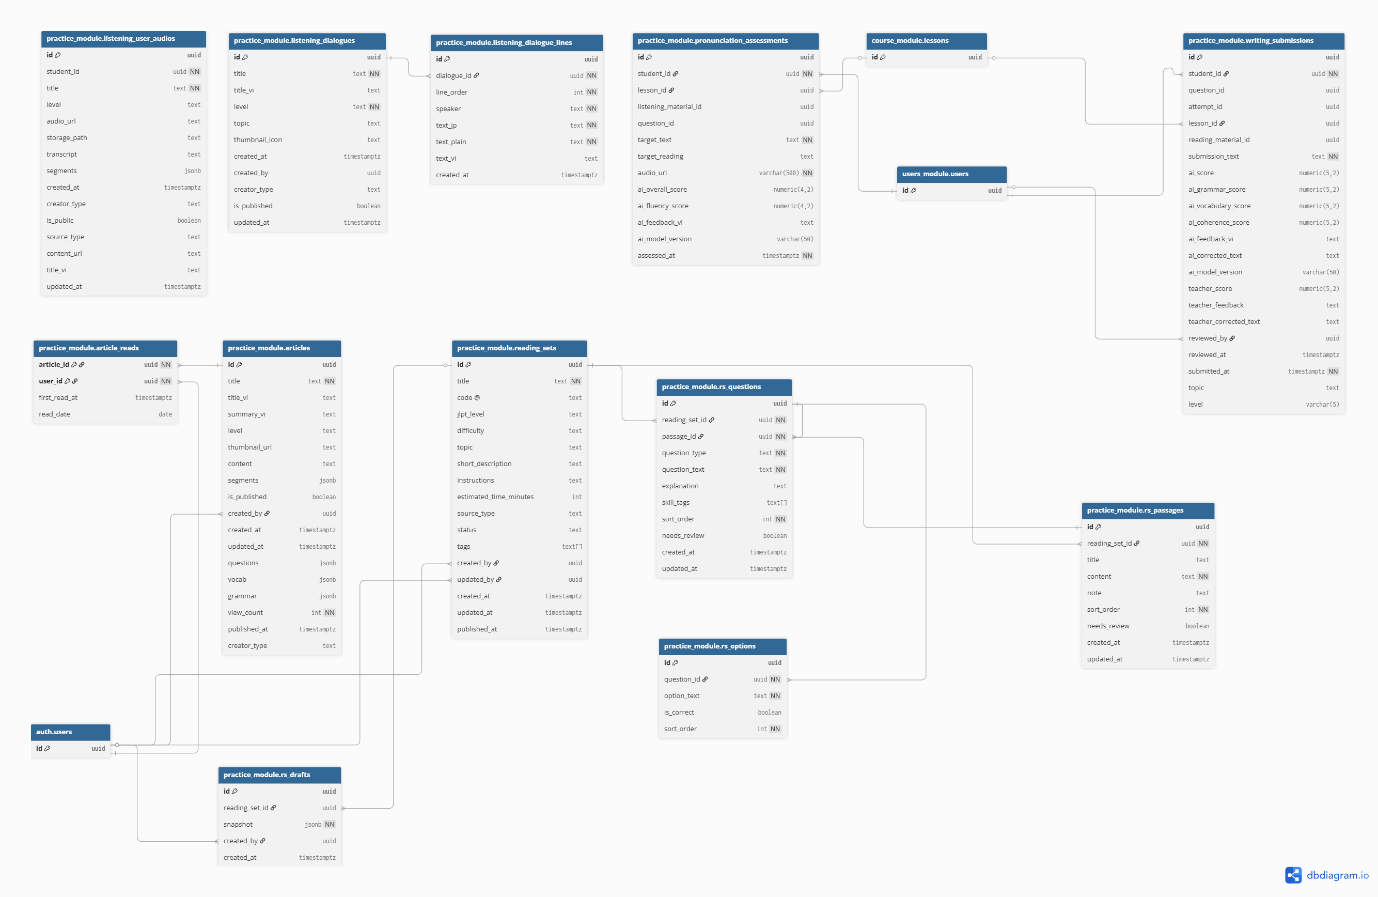 practice_module.listening_user_audios
id uuid
student_id uuid NN
title text NN
level text
audio_url text
storage_path text
transcript text
segments jsonb
created_at timestamptz
creator_type text
is_public boolean
source_type text
content_url text
title_vi text
updated_at timestamptz
practice_module.listening_dialogues
id uuid
title text NN
title_vi text
level text NN
topic text
thumbnail_icon text
created_at timestamptz
created_by uuid
creator_type text
is_published boolean
updated_at timestamptz
practice_module.listening_dialogue_lines
id uuid
dialogue_id uuid NN
line_order int NN
speaker text NN
text_jp text NN
text_plain text NN
text_vi text
created_at timestamptz
practice_module.pronunciation_assessments
id uuid
student_id uuid NN
lesson_id uuid
listening_material_id uuid
question_id uuid
target_text text NN
target_reading text
audio_url varchar(500) NN
ai_overall_score numeric(4,2)
ai_fluency_score numeric(4,2)
ai_feedback_vi text
ai_model_version varchar(50)
assessed_at timestamptz NN
course_module.lessons
id uuid
users_module.users
id uuid
practice_module.writing_submissions
id uuid
student_id uuid NN
question_id uuid
attempt_id uuid
lesson_id uuid
reading_material_id uuid
submission_text text NN
ai_score numeric(5,2)
ai_grammar_score numeric(5,2)
ai_vocabulary_score numeric(5,2)
ai_coherence_score numeric(5,2)
ai_feedback_vi text
ai_corrected_text text
ai_model_version varchar(50)
teacher_score numeric(5,2)
teacher_feedback text
teacher_corrected_text text
reviewed_by uuid
reviewed_at timestamptz
submitted_at timestamptz NN
topic text
level varchar(5)
practice_module.article_reads
article_id uuid NN
user_id uuid NN
first_read_at timestamptz
read_date date
practice_module.articles
id uuid
title text NN
title_vi text
summary_vi text
level text
thumbnail_url text
content text
segments jsonb
is_published boolean
created_by uuid
created_at timestamptz
updated_at timestamptz
questions jsonb
vocab jsonb
grammar jsonb
view_count int NN
published_at timestamptz
creator_type text
practice_module.reading_sets
id uuid
title text NN
code text
jlpt_level text
difficulty text
topic text
short_description text
instructions text
estimated_time_minutes int
source_type text
status text
tags text[]
created_by uuid
updated_by uuid
created_at timestamptz
updated_at timestamptz
published_at timestamptz
practice_module.rs_questions
id uuid
reading_set_id uuid NN
passage_id uuid NN
question_type text NN
question_text text NN
explanation text
skill_tags text[]
sort_order int NN
needs_review boolean
created_at timestamptz
updated_at timestamptz
practice_module.rs_passages
id uuid
reading_set_id uuid NN
title text
content text NN
note text
sort_order int NN
needs_review boolean
created_at timestamptz
updated_at timestamptz
practice_module.rs_options
id uuid
question_id uuid NN
option_text text NN
is_correct boolean
sort_order int NN
auth.users
id uuid
practice_module.rs_drafts
id uuid
reading_set_id uuid
snapshot jsonb NN
created_by uuid
created_at timestamptz
dbdiagram.io